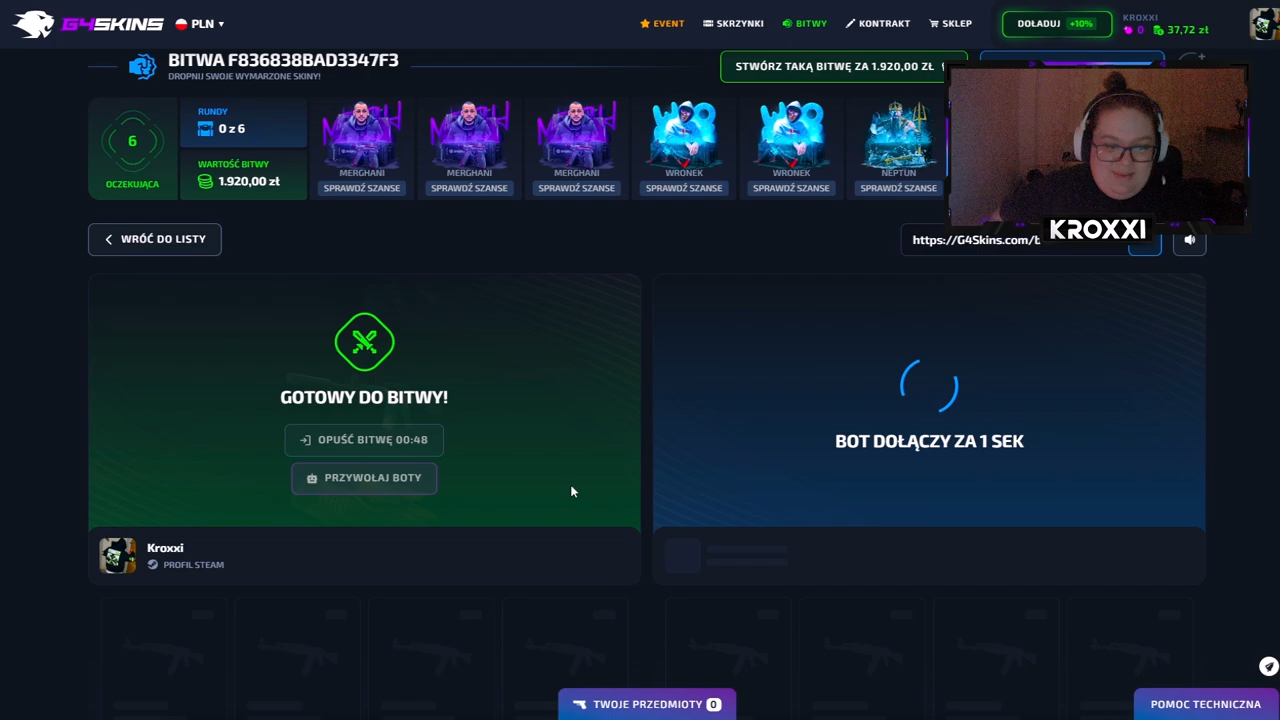 G4SKINS
PLN
EVENT
SKRZYNKI
BITWY
KONTRAKT
SKLEP
DOŁADUJ +10%
KROXXI
0 37,72 zł
BITWA F836838BAD3347F3
DROPNIJ SWOJE WYMARZONE SKINY!
STWÓRZ TAKĄ BITWĘ ZA 1.920,00 ZŁ
6
OCZEKUJĄCA
RUNDY
0 z 6
WARTOŚĆ BITWY
1.920,00 zł
MERGHANI
SPRAWDŹ SZANSE
MERGHANI
SPRAWDŹ SZANSE
MERGHANI
SPRAWDŹ SZANSE
WRONEK
SPRAWDŹ SZANSE
WRONEK
SPRAWDŹ SZANSE
NEPTUN
SPRAWDŹ SZANSE
KROXXI
WRÓĆ DO LISTY
https://G4Skins.com/b
GOTOWY DO BITWY!
OPUŚĆ BITWĘ 00:48
PRZYWOŁAJ BOTY
BOT DOŁĄCZY ZA 1 SEK
Kroxxi
PROFIL STEAM
TWOJE PRZEDMIOTY 0
POMOC TECHNICZNA